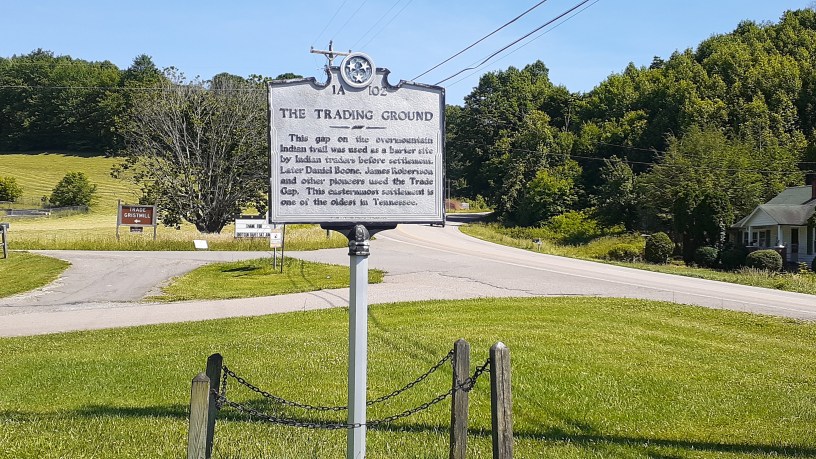 1A 102
THE TRADING GROUND
This gap on the overmountain
Indian trail was used as a barter site
by Indian traders before settlement.
Later Daniel Boone, James Robertson
and other pioneers used the Trade
Gap. This easternmost settlement is
one of the oldest in Tennessee.
TRADE
GRISTMILL